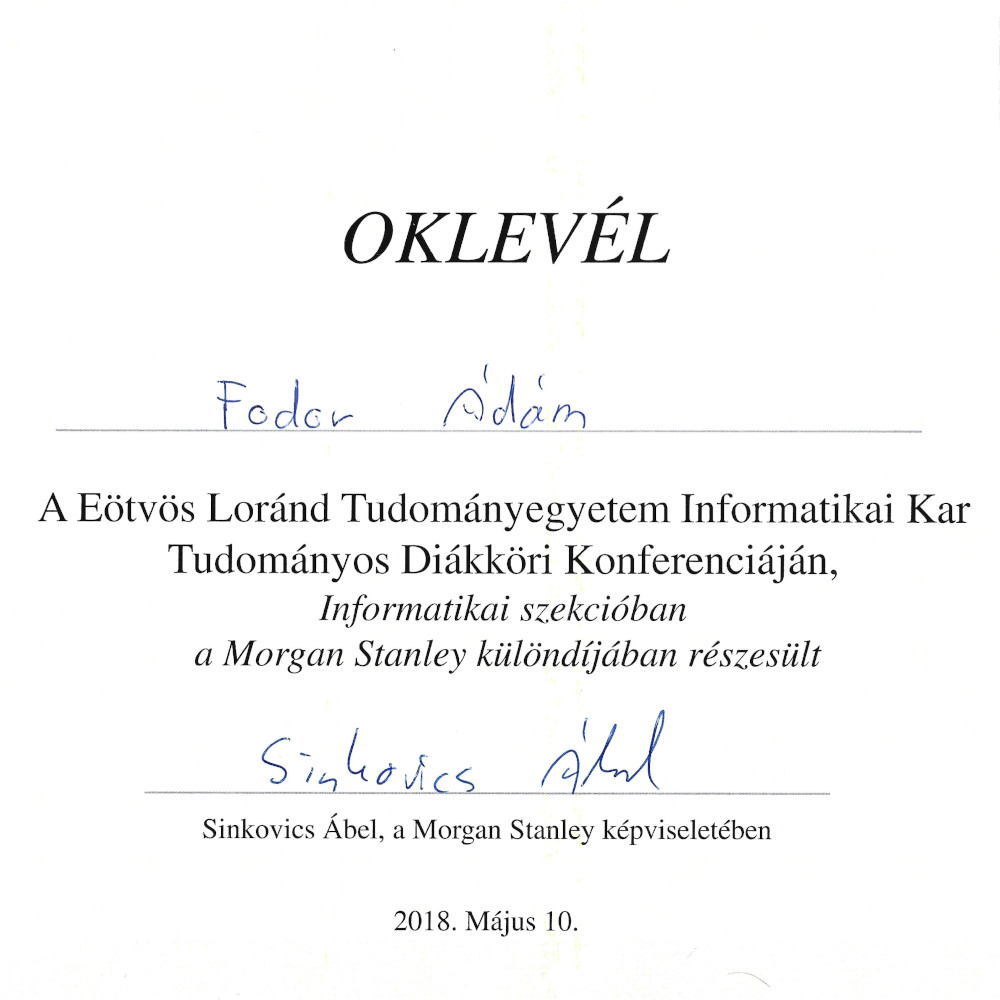 OKLEVÉL
Fodor Ádám
A Eötvös Loránd Tudományegyetem Informatikai Kar
Tudományos Diákköri Konferenciáján,
Informatikai szekcióban
a Morgan Stanley különdíjában részesült
Sinkovics Ábel
Sinkovics Ábel, a Morgan Stanley képviseletében
2018. Május 10.